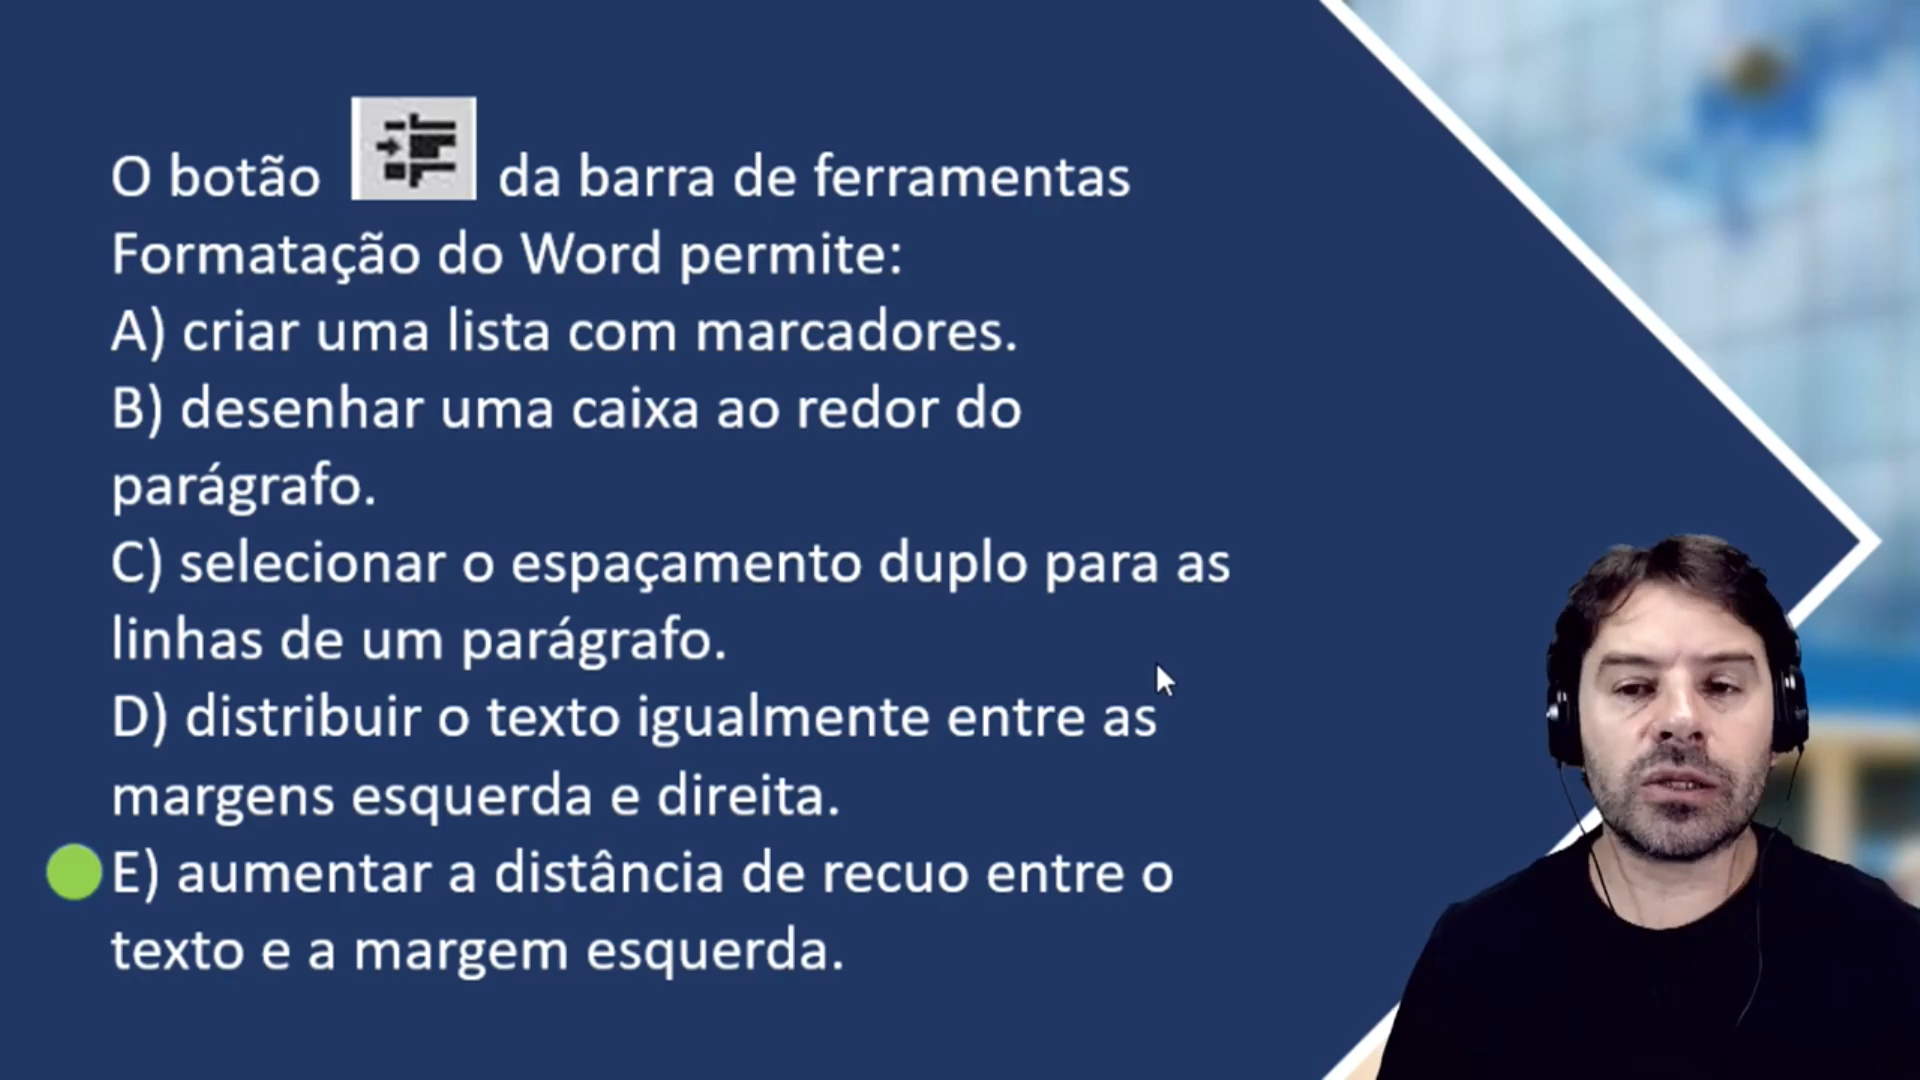 O botão da barra de ferramentas
Formatação do Word permite:
A) criar uma lista com marcadores.
B) desenhar uma caixa ao redor do
parágrafo.
C) selecionar o espaçamento duplo para as
linhas de um parágrafo.
D) distribuir o texto igualmente entre as
margens esquerda e direita.
E) aumentar a distância de recuo entre o
texto e a margem esquerda.